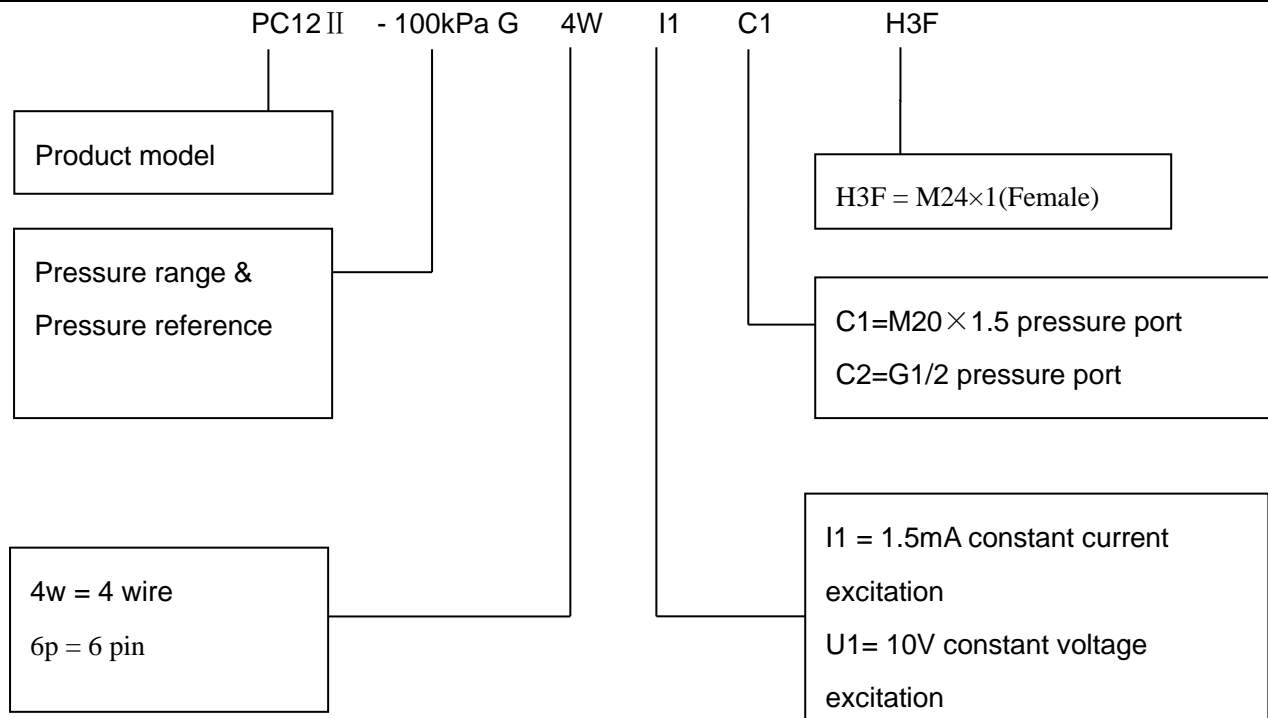 PC12Ⅱ - 100kPa G 4W I1 C1 H3F
Product model
H3F = M24×1(Female)
Pressure range &
Pressure reference
C1=M20×1.5 pressure port
C2=G1/2 pressure port
4w = 4 wire
6p = 6 pin
I1 = 1.5mA constant current
excitation
U1= 10V constant voltage
excitation